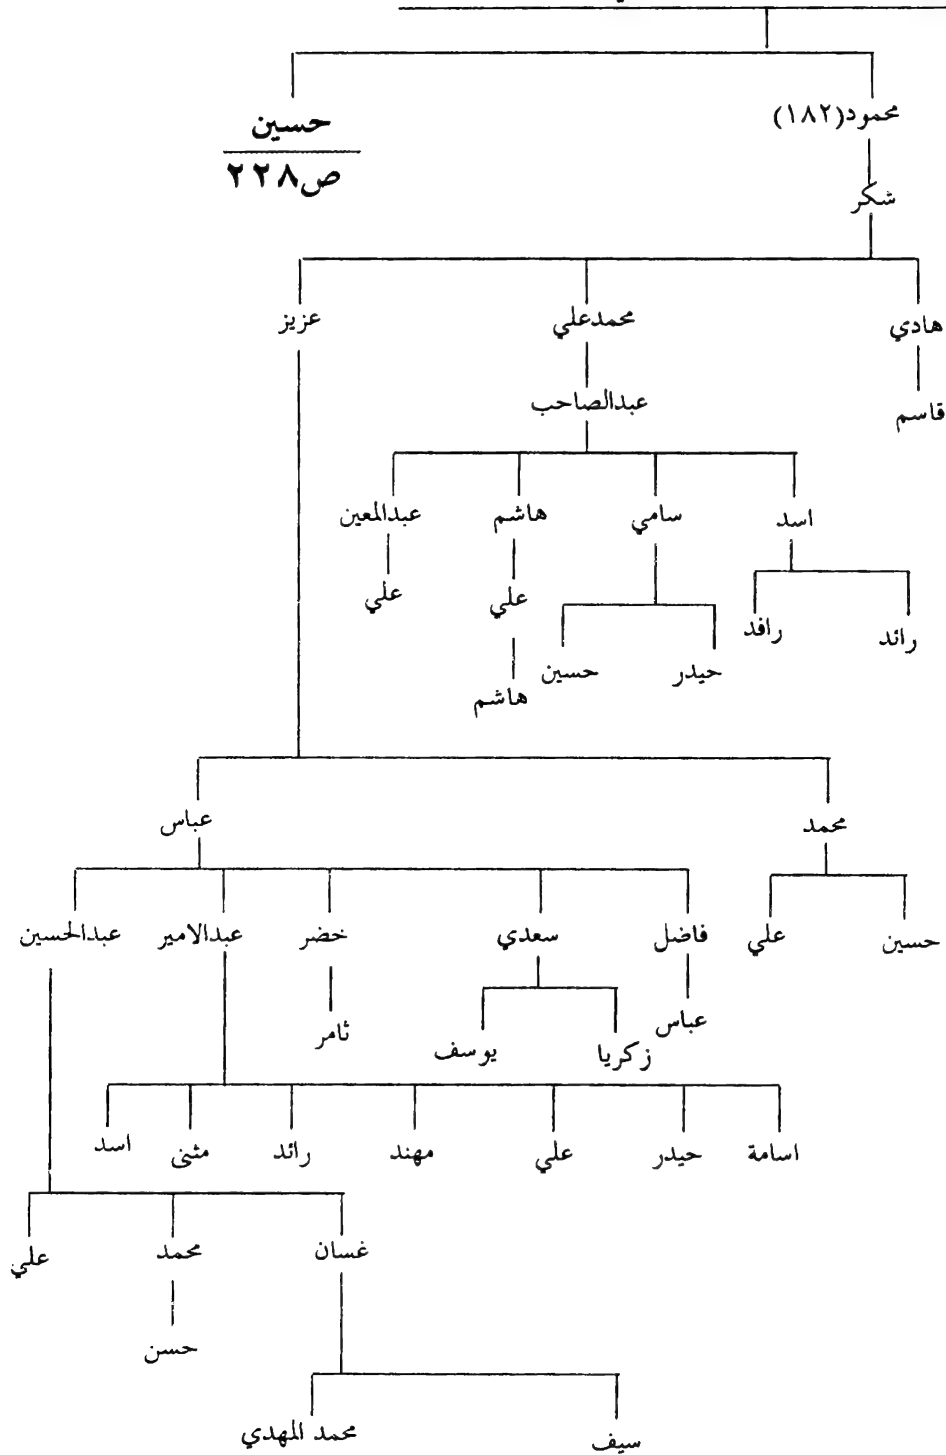 محمود(١٨٢)
حسين
ص٢٢٨
شكر
هادي محمدعلي عزيز
عبدالصاحب
قاسم
اسد سامي هاشم عبدالمعين
علي علي
رائد رافد
حيدر حسين
هاشم
محمد عباس
حسين علي فاضل سعدي خضر عبدالامير عبدالحسين
عباس ثامر
زكريا يوسف
اسامة حيدر علي مهند رائد مثنى اسد
غسان محمد علي
حسن
سيف محمد المهدي